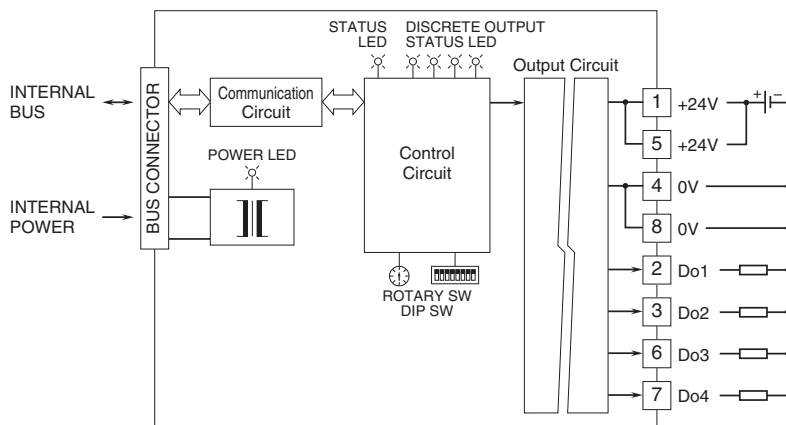 STATUS
LED
DISCRETE OUTPUT
STATUS LED
Output Circuit
INTERNAL
BUS
BUS CONNECTOR
Communication
Circuit
Control
Circuit
POWER LED
INTERNAL
POWER
ROTARY SW
DIP SW
1 +24V + −
5 +24V
4 0V
8 0V
2 Do1
3 Do2
6 Do3
7 Do4